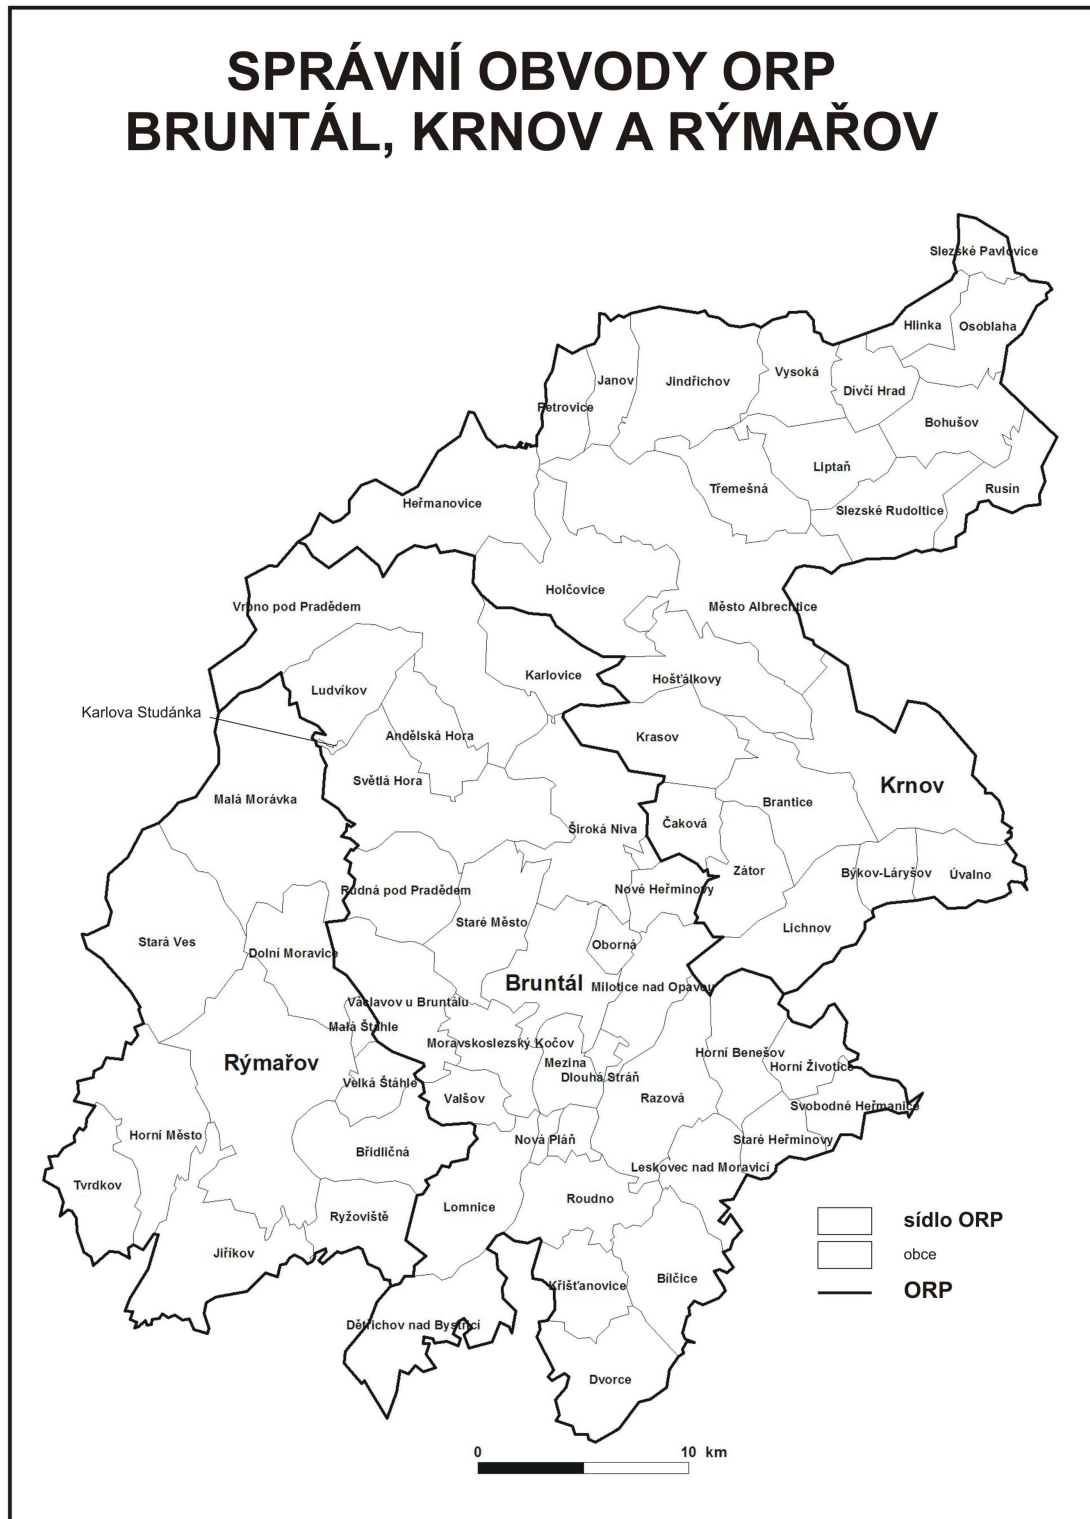 SPRÁVNÍ OBVODY ORP
BRUNTÁL, KRNOV A RÝMAŘOV
Slezské Pavlovice
Hlinka
Osoblaha
Janov
Jindřichov
Vysoká
Dívčí Hrad
Petrovice
Bohušov
Liptaň
Třemešná
Rusín
Heřmanovice
Slezské Rudoltice
Holčovice
Vrbno pod Pradědem
Město Albrechtice
Karlovice
Hošťálkovy
Ludvíkov
Karlova Studánka
Andělská Hora
Krasov
Světlá Hora
Krnov
Malá Morávka
Brantice
Čaková
Široká Niva
Zátor
Býkov-Láryšov
Úvalno
Rudná pod Pradědem
Nové Heřminovy
Staré Město
Lichnov
Stará Ves
Oborná
Dolní Moravice
Bruntál
Milotice nad Opavou
Václavov u Bruntálu
Malá Štáhle
Moravskoslezský Kočov
Horní Benešov
Rýmařov
Mezina
Horní Životice
Dlouhá Stráň
Velká Štáhle
Valšov
Razová
Svobodné Heřmanice
Horní Město
Nová Pláň
Staré Heřminovy
Břidličná
Leskovec nad Moravicí
Tvrdkov
Lomnice
Roudno
Ryžoviště
Jiříkov
Křišťanovice
Bílčice
Dětřichov nad Bystřicí
Dvorce
sídlo ORP
obce
ORP
0 10 km